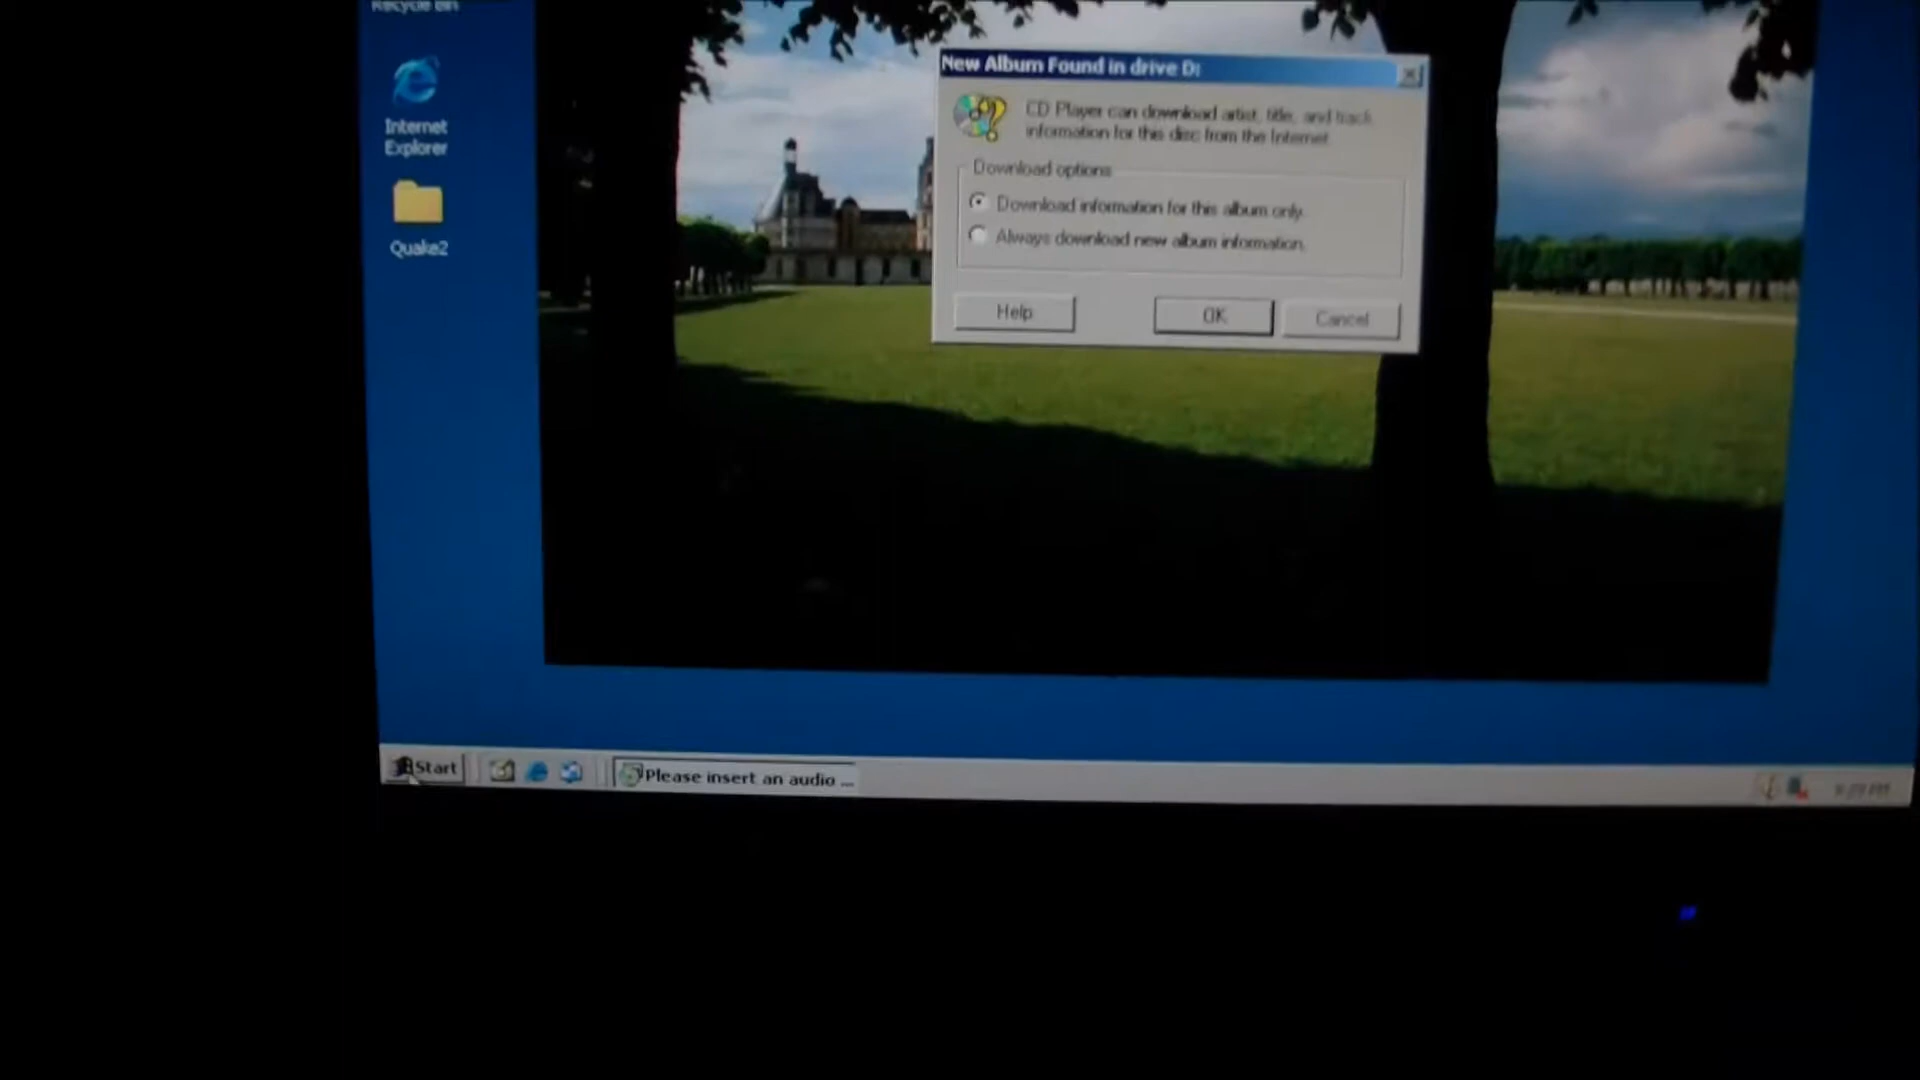 Recycle Bin
Internet
Explorer
Quake2
New Album Found in drive D:
CD Player can download artist, title, and track
information for this disc from the Internet
Download options
Download information for this album only.
Always download new album information.
Help
OK
Cancel
Start
Please insert an audio ...